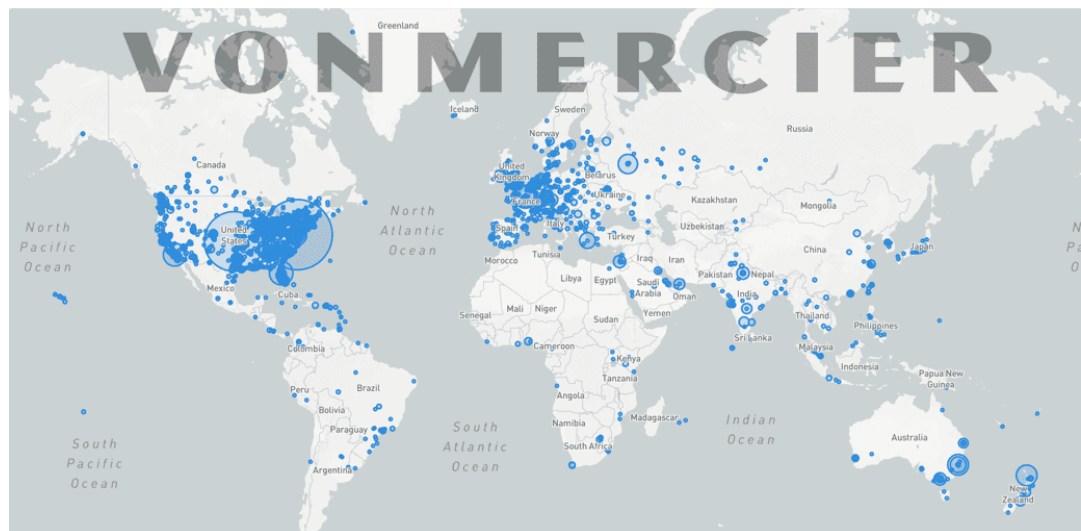 VONMERCIER
Greenland
Iceland
Sweden
Norway
Russia
Canada
United
Kingdom
Belarus
Ukraine
France
Kazakhstan
Mongolia
North
Pacific
Ocean
United
States
North
Atlantic
Ocean
Spain
Italy
Turkey
Uzbekistan
China
Japan
Morocco
Tunisia
Iraq
Iran
Pakistan
Nepal
Mexico
Cuba
Libya
Egypt
Saudi
Arabia
Oman
India
Senegal
Mali
Niger
Sudan
Yemen
Thailand
Philippines
Colombia
Cameroon
Kenya
Sri Lanka
Malaysia
Indonesia
Papua New
Guinea
Peru
Brazil
Tanzania
Angola
Bolivia
Paraguay
Namibia
Madagascar
South
Pacific
Ocean
South
Atlantic
Ocean
Indian
Ocean
Australia
South Africa
Argentina
New
Zealand
N
Pa
O